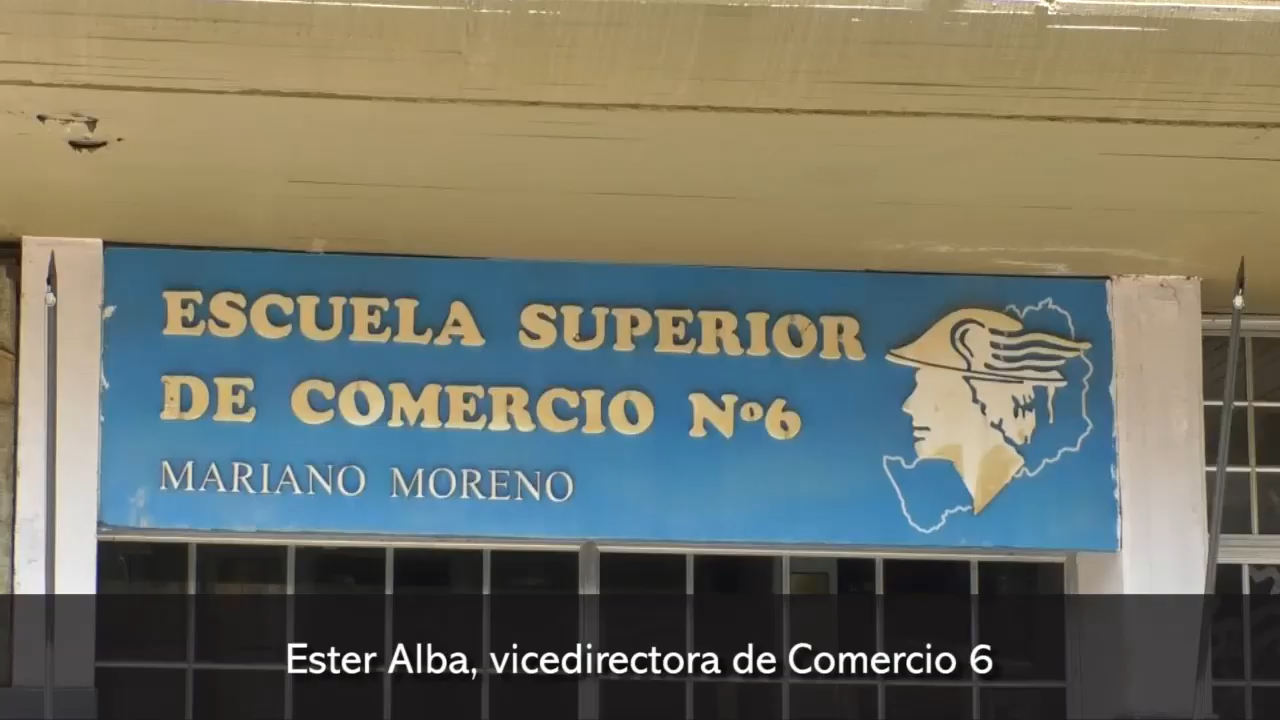 ESCUELA SUPERIOR
DE COMERCIO Nº6
MARIANO MORENO
Ester Alba, vicedirectora de Comercio 6